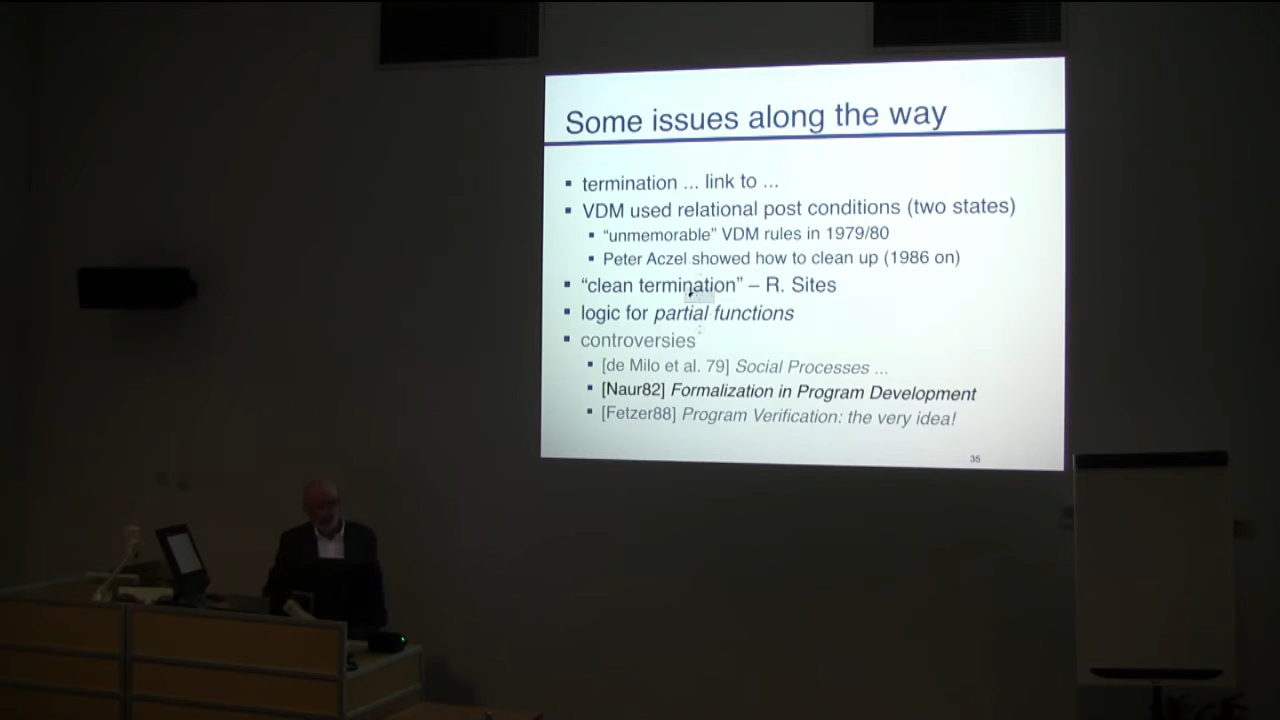 Some issues along the way
termination ... link to ...
VDM used relational post conditions (two states)
“unmemorable” VDM rules in 1979/80
Peter Aczel showed how to clean up (1986 on)
“clean termination” – R. Sites
logic for partial functions
controversies
[de Milo et al. 79] Social Processes ...
[Naur82] Formalization in Program Development
[Fetzer88] Program Verification: the very idea!
35